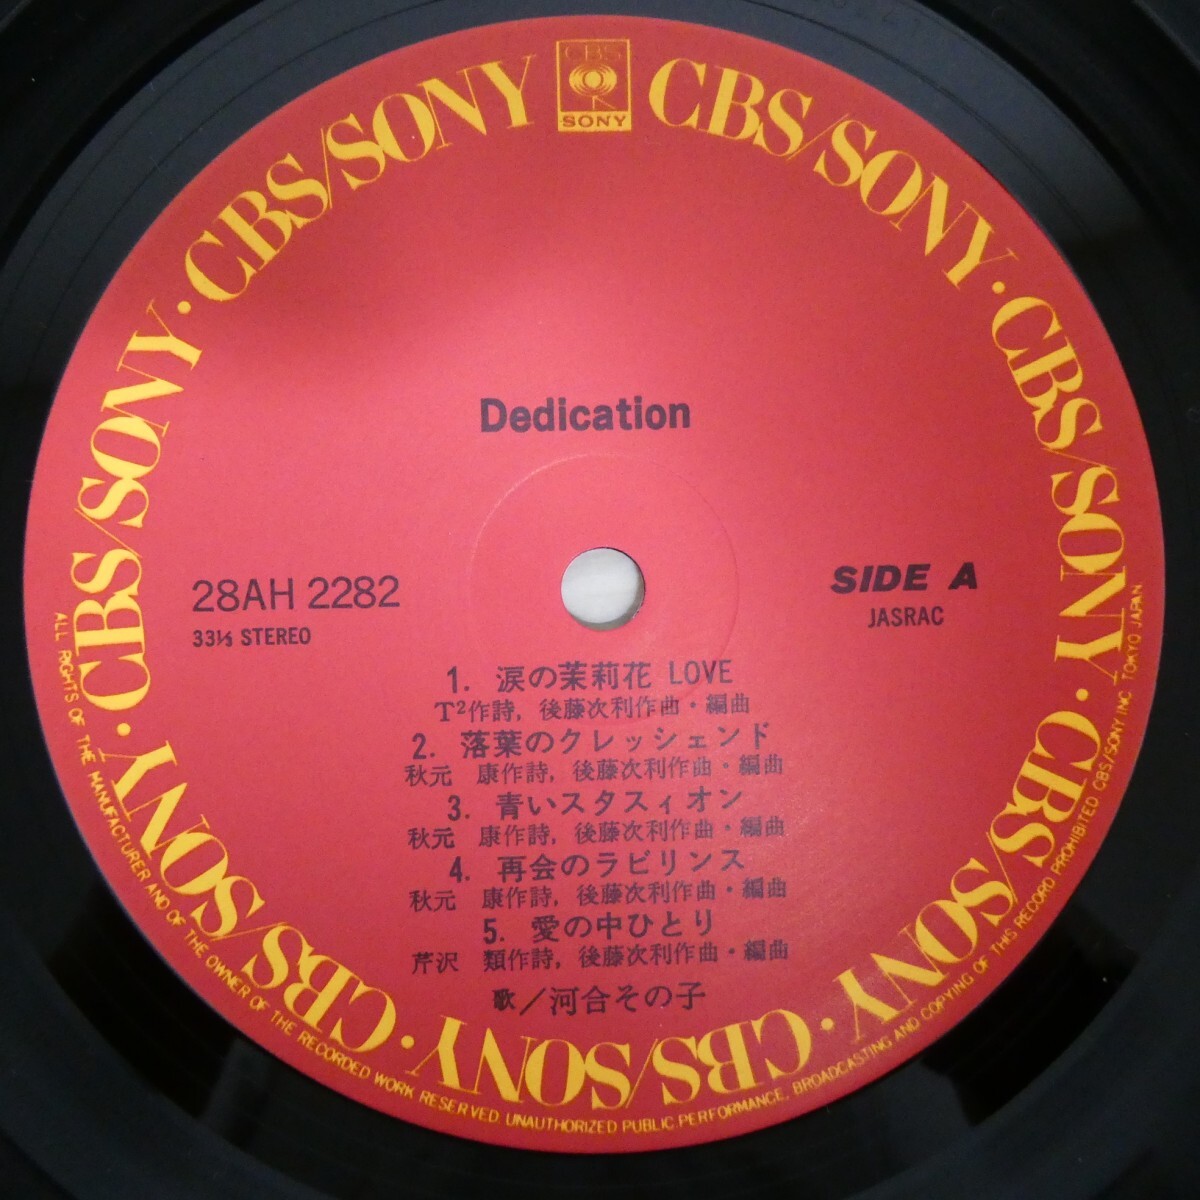 CBS
SONY
CBS/SONY · CBS/SONY · CBS/SONY · CBS/SONY · CBS/SONY · CBS/SONY · CBS/SONY · CBS/SONY · CBS/SONY
Dedication
28AH 2282
33⅓ STEREO
SIDE A
JASRAC
1. 涙の茉莉花 LOVE
T²作詩, 後藤次利作曲・編曲
2. 落葉のクレッシェンド
秋元 康作詩, 後藤次利作曲・編曲
3. 青いスタスィオン
秋元 康作詩, 後藤次利作曲・編曲
4. 再会のラビリンス
秋元 康作詩, 後藤次利作曲・編曲
5. 愛の中ひとり
芹沢 類作詩, 後藤次利作曲・編曲
歌／河合その子
ALL RIGHTS OF THE MANUFACTURER AND OF THE OWNER OF THE RECORDED WORK RESERVED. UNAUTHORIZED PUBLIC PERFORMANCE, BROADCASTING AND COPYING OF THIS RECORD PROHIBITED CBS/SONY INC. TOKYO JAPAN.